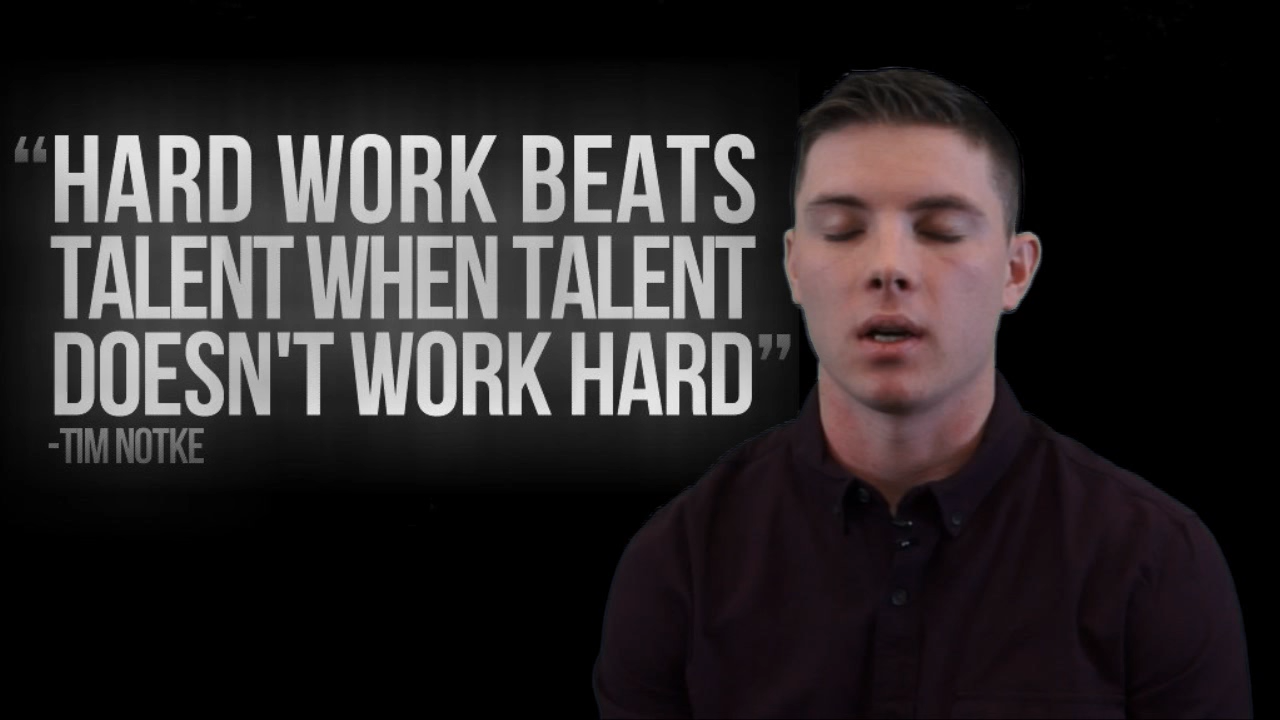 “HARD WORK BEATS
TALENT WHEN TALENT
DOESN'T WORK HARD”
-TIM NOTKE